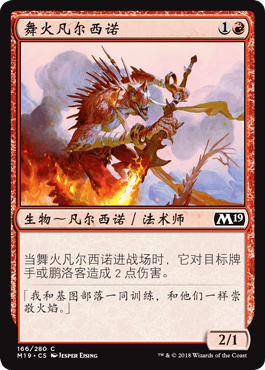 舞火凡尔西诺 1
生物～凡尔西诺 / 法术师 M19
当舞火凡尔西诺进战场时，它对目标牌
手或鹏洛客造成2点伤害。
「我和基图部落一同训练，和他们一样崇
敬火焰。」
2/1
166/280 C
M19 • CS JESPER EJSING ™ & © 2018 Wizards of the Coast